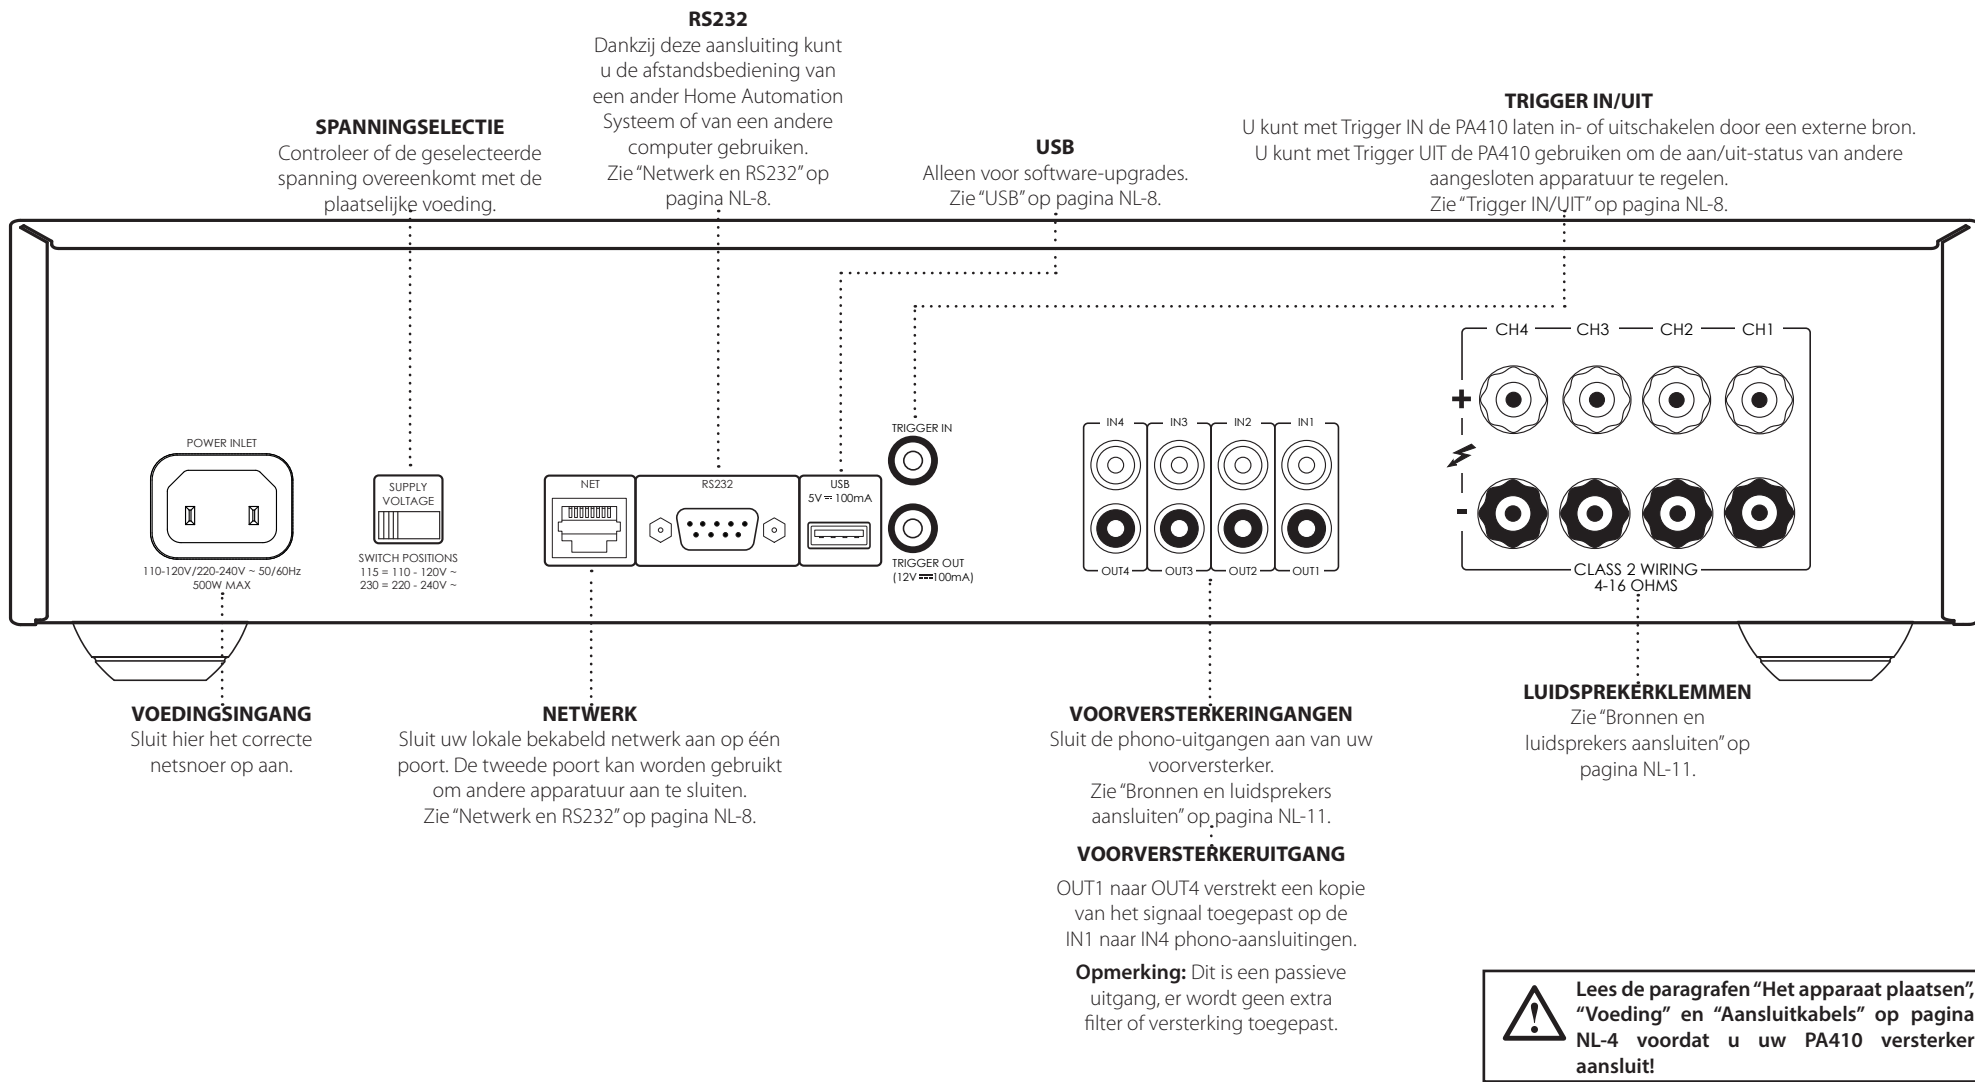 RS232
Dankzij deze aansluiting kunt
u de afstandsbediening van
een ander Home Automation
Systeem of van een andere
computer gebruiken.
Zie “Netwerk en RS232” op
pagina NL-8.
SPANNINGSELECTIE
Controleer of de geselecteerde
spanning overeenkomt met de
plaatselijke voeding.
USB
Alleen voor software-upgrades.
Zie “USB” op pagina NL-8.
TRIGGER IN/UIT
U kunt met Trigger IN de PA410 laten in- of uitschakelen door een externe bron.
U kunt met Trigger UIT de PA410 gebruiken om de aan/uit-status van andere
aangesloten apparatuur te regelen.
Zie “Trigger IN/UIT” op pagina NL-8.
POWER INLET
110-120V/220-240V ~ 50/60Hz
500W MAX
SUPPLY
VOLTAGE
SWITCH POSITIONS
115 = 110 - 120V ~
230 = 220 - 240V ~
NET
RS232
USB
5V ⎓ 100mA
TRIGGER IN
TRIGGER OUT
(12V ⎓ 100mA)
IN4 IN3 IN2 IN1
OUT4 OUT3 OUT2 OUT1
CH4 CH3 CH2 CH1
+
-
CLASS 2 WIRING
4-16 OHMS
VOEDINGSINGANG
Sluit hier het correcte
netsnoer op aan.
NETWERK
Sluit uw lokale bekabeld netwerk aan op één
poort. De tweede poort kan worden gebruikt
om andere apparatuur aan te sluiten.
Zie “Netwerk en RS232” op pagina NL-8.
VOORVERSTERKERINGANGEN
Sluit de phono-uitgangen aan van uw
voorversterker.
Zie “Bronnen en luidsprekers
aansluiten” op pagina NL-11.
VOORVERSTERKERUITGANG
OUT1 naar OUT4 verstrekt een kopie
van het signaal toegepast op de
IN1 naar IN4 phono-aansluitingen.
Opmerking: Dit is een passieve
uitgang, er wordt geen extra
filter of versterking toegepast.
LUIDSPREKERKLEMMEN
Zie “Bronnen en
luidsprekers aansluiten” op
pagina NL-11.
Lees de paragrafen “Het apparaat plaatsen”,
“Voeding” en “Aansluitkabels” op pagina
NL-4 voordat u uw PA410 versterker
aansluit!